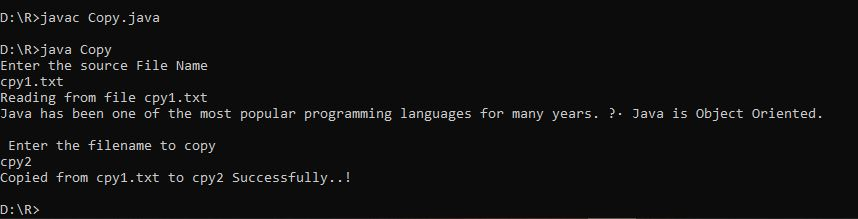 D:\R>javac Copy.java
D:\R>java Copy
Enter the source File Name
cpy1.txt
Reading from file cpy1.txt
Java has been one of the most popular programming languages for many years. ?· Java is Object Oriented.
Enter the filename to copy
cpy2
Copied from cpy1.txt to cpy2 Successfully..!
D:\R>